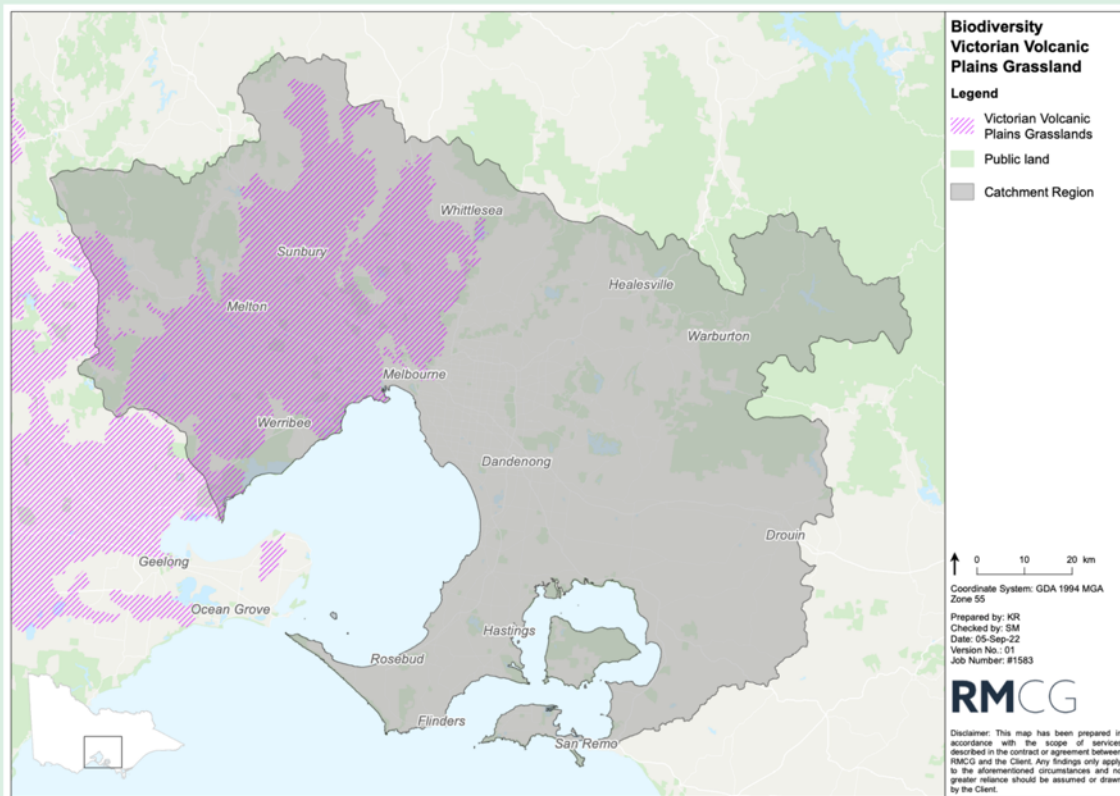 Biodiversity
Victorian Volcanic
Plains Grassland
Legend
Victorian Volcanic
Plains Grasslands
Public land
Catchment Region
Whittlesea
Sunbury
Healesville
Melton
Warburton
Melbourne
Werribee
Dandenong
Drouin
Geelong
Ocean Grove
Hastings
Rosebud
Flinders
San Remo
0 10 20 km
Coordinate System: GDA 1994 MGA
Zone 55
Prepared by: KR
Checked by: SM
Date: 05-Sep-22
Version No.: 01
Job Number: #1583
RMCG
Disclaimer: This map has been prepared in
accordance with the scope of services
described in the contract or agreement between
RMCG and the Client. Any findings only apply
to the aforementioned circumstances and no
greater reliance should be assumed or drawn
by the Client.